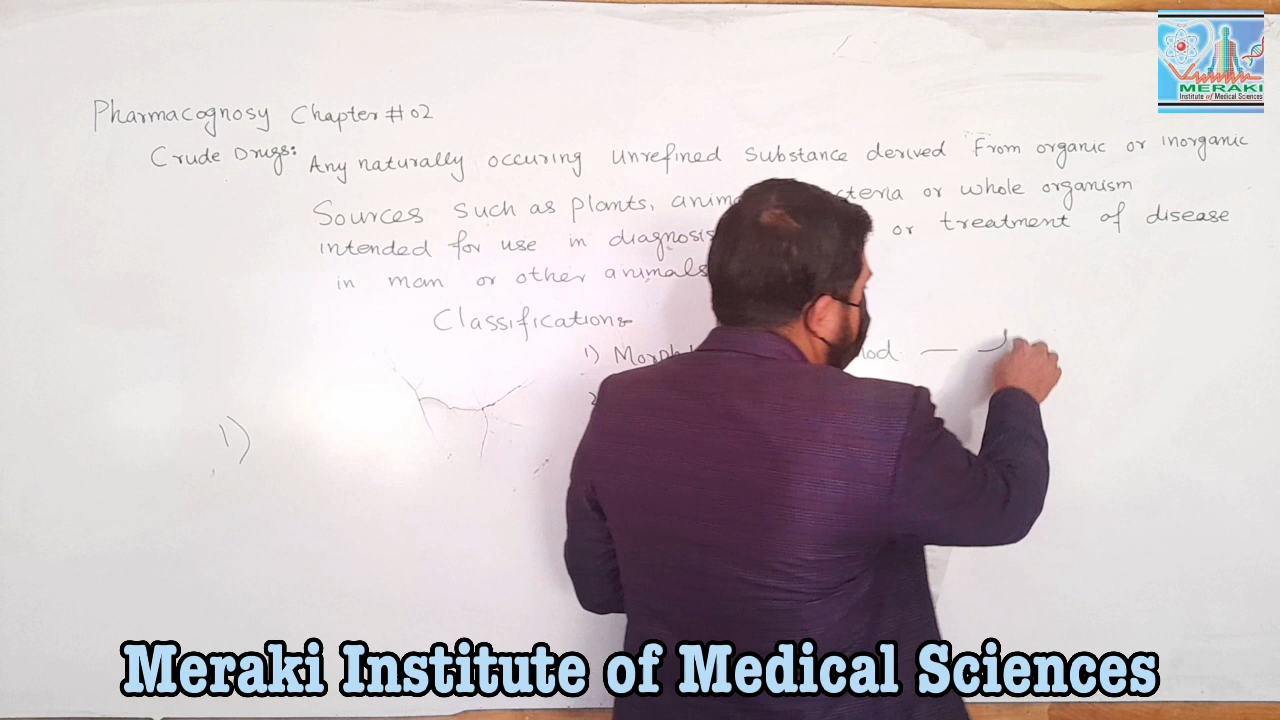 MERAKI
Institute of Medical Sciences
Pharmacognosy Chapter # 02
Crude Drugs: Any naturally occuring unrefined substance derived From organic or inorganic
Sources such as plants, or whole organism
intended for use in diagnosis or treatment of disease
in man or other animals
Classification:
1)
1)
Meraki Institute of Medical Sciences